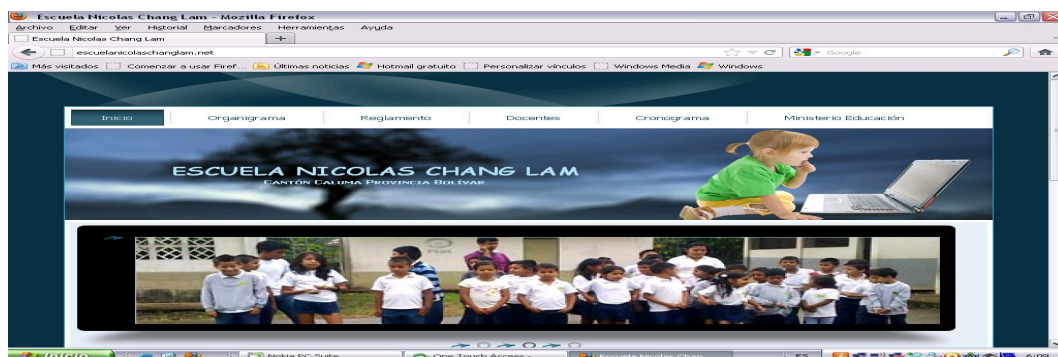 Escuela Nicolas Chang Lam - Mozilla Firefox
Archivo Editar Ver Historial Marcadores Herramientas Ayuda
Escuela Nicolas Chang Lam
escuelanicolaschanglam.net Google
Más visitados Comenzar a usar Firef... Últimas noticias Hotmail gratuito Personalizar vínculos Windows Media Windows
Inicio Organigrama Reglamento Docentes Cronograma Ministerio Educación
ESCUELA NICOLAS CHANG LAM
CANTÓN CALUMA PROVINCIA BOLÍVAR
Inicio Nokia PC Suite One Touch Access - Escuela Nicolas Chan... ES 6:09